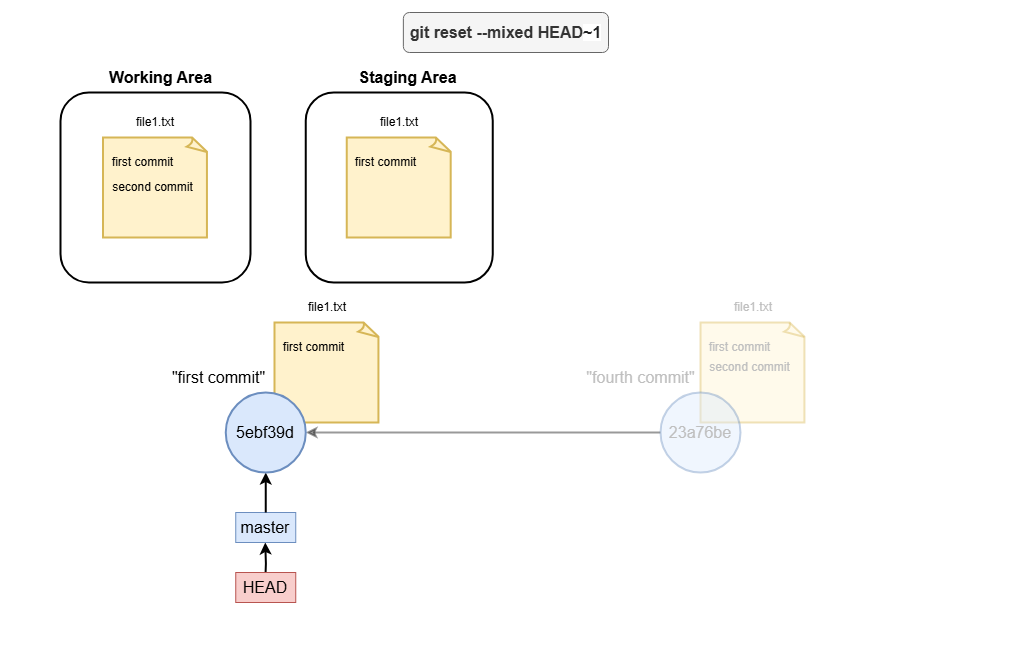 git reset --mixed HEAD~1
Working Area
Staging Area
file1.txt
first commit
second commit
file1.txt
first commit
file1.txt
first commit
"first commit"
5ebf39d
file1.txt
first commit
second commit
"fourth commit"
23a76be
master
HEAD